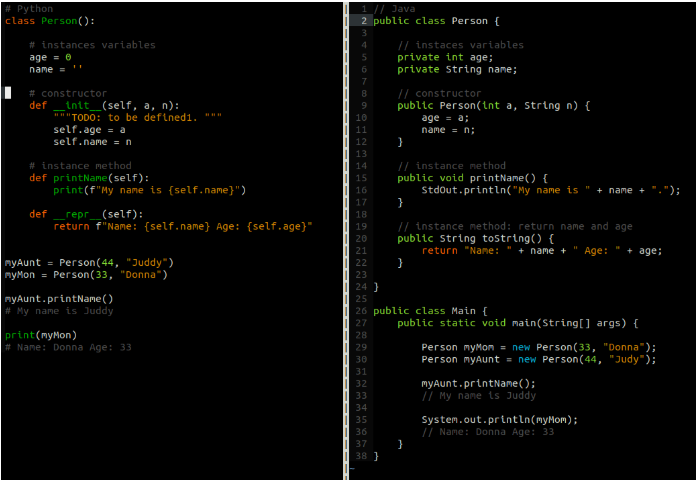 # Python
class Person():
# instances variables
age = 0
name = ''
# constructor
def __init__(self, a, n):
"""TODO: to be defined1. """
self.age = a
self.name = n
# instance method
def printName(self):
print(f"My name is {self.name}")
def __repr__(self):
return f"Name: {self.name} Age: {self.age}"
myAunt = Person(44, "Juddy")
myMon = Person(33, "Donna")
myAunt.printName()
# My name is Juddy
print(myMon)
# Name: Donna Age: 33
1 // Java
2 public class Person {
3
4 // instaces variables
5 private int age;
6 private String name;
7
8 // constructor
9 public Person(int a, String n) {
10 age = a;
11 name = n;
12 }
13
14 // instance method
15 public void printName() {
16 StdOut.println("My name is " + name + ".");
17 }
18
19 // instance method: return name and age
20 public String toString() {
21 return "Name: " + name + " Age: " + age;
22 }
23
24 }
25
26 public class Main {
27 public static void main(String[] args) {
28
29 Person myMom = new Person(33, "Donna");
30 Person myAunt = new Person(44, "Judy");
31
32 myAunt.printName();
33 // My name is Juddy
34
35 System.out.println(myMom);
36 // Name: Donna Age: 33
37 }
38 }
~